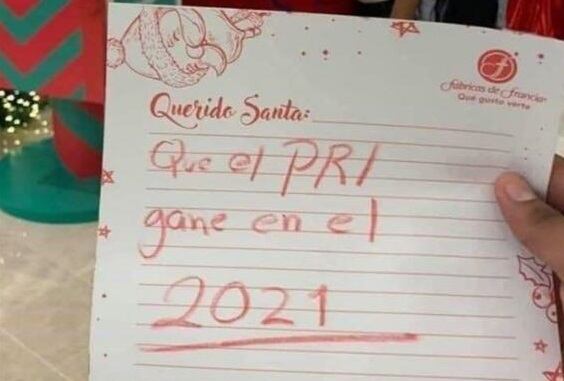 fábricas de francia
Qué gusto verte
Querido Santa:
Que el PRI
gane en el
2021